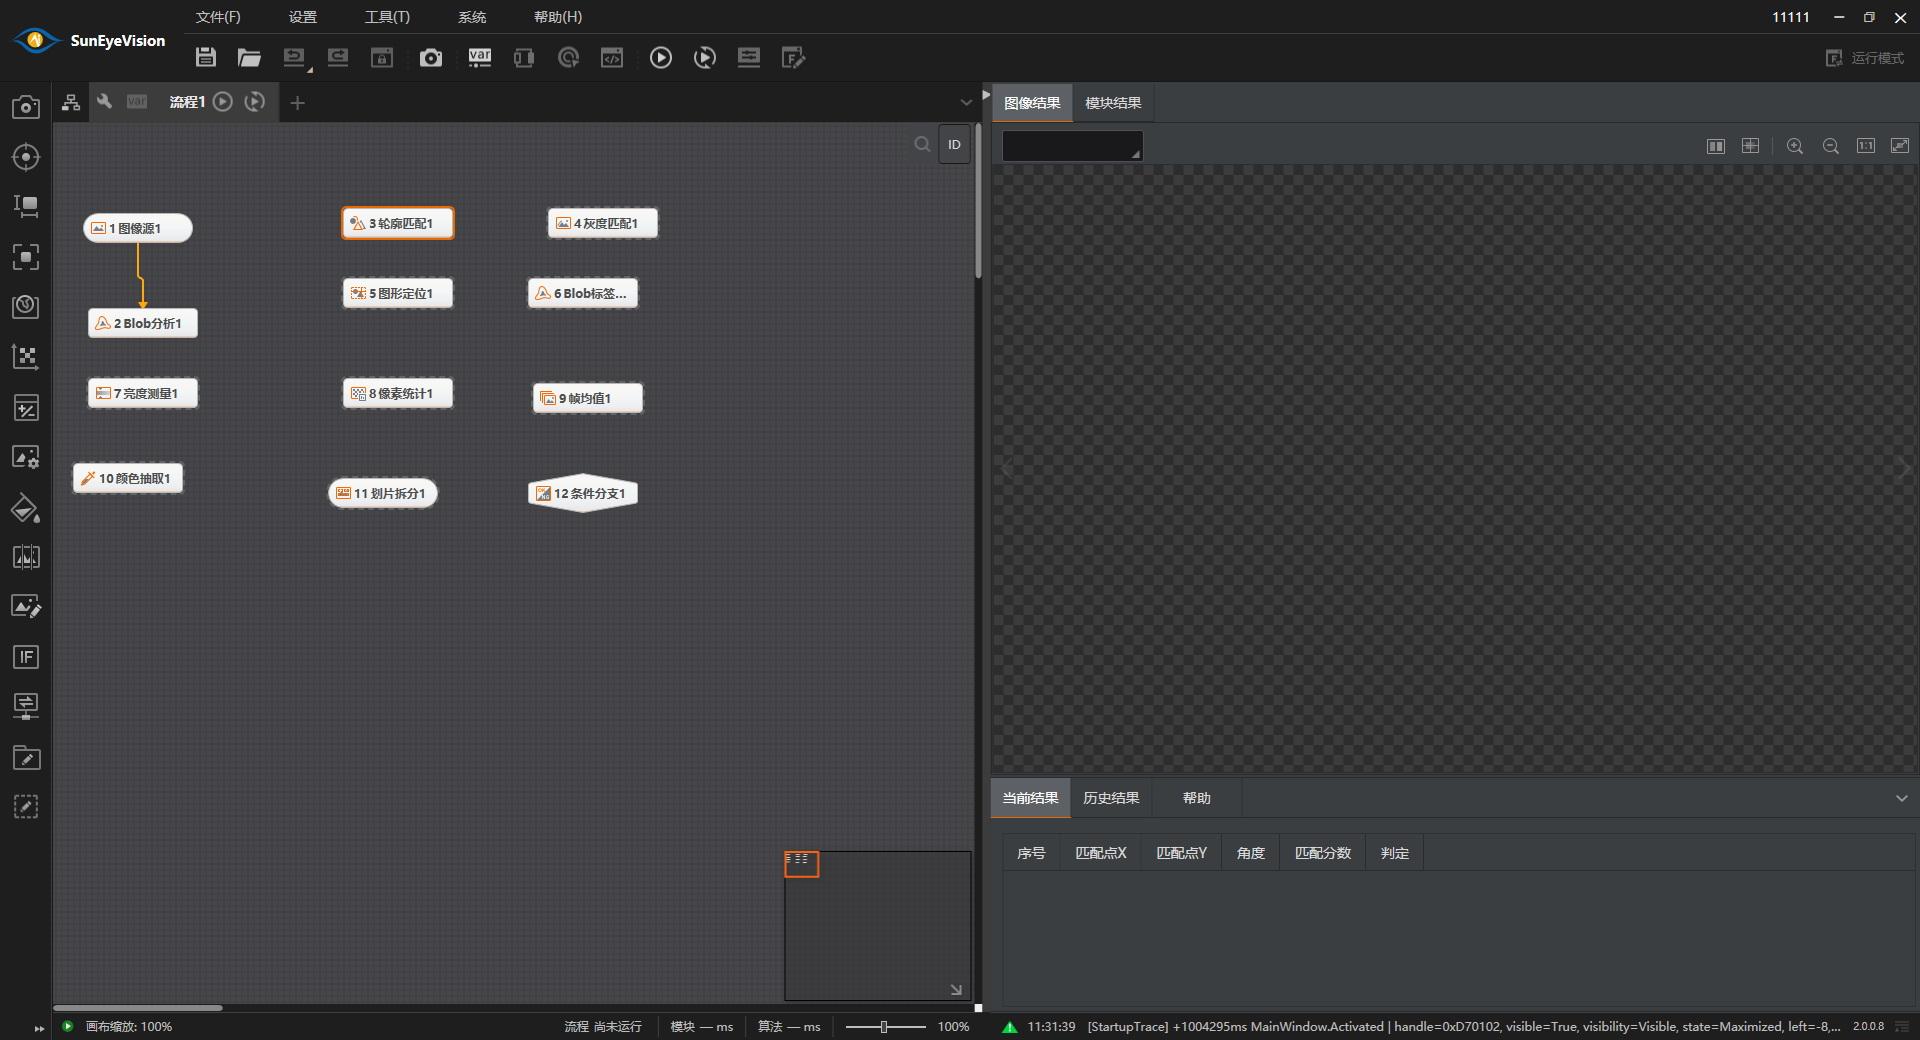 文件(F) 设置 工具(T) 系统 帮助(H) 11111
SunEyeVision
var
运行模式
var 流程1
图像结果 模块结果
ID
1:1
1 图像源1
3 轮廓匹配1
4 灰度匹配1
5 图形定位1
6 Blob标签...
2 Blob分析1
7 亮度测量1
8 像素统计1
9 帧均值1
10 颜色抽取1
11 划片拆分1
12 条件分支1
IF
当前结果 历史结果 帮助
序号 匹配点X 匹配点Y 角度 匹配分数 判定
画布缩放: 100%
流程 尚未运行 模块 — ms 算法 — ms 100%
11:31:39 [StartupTrace] +1004295ms MainWindow.Activated | handle=0xD70102, visible=True, visibility=Visible, state=Maximized, left=-8,... 2.0.0.8